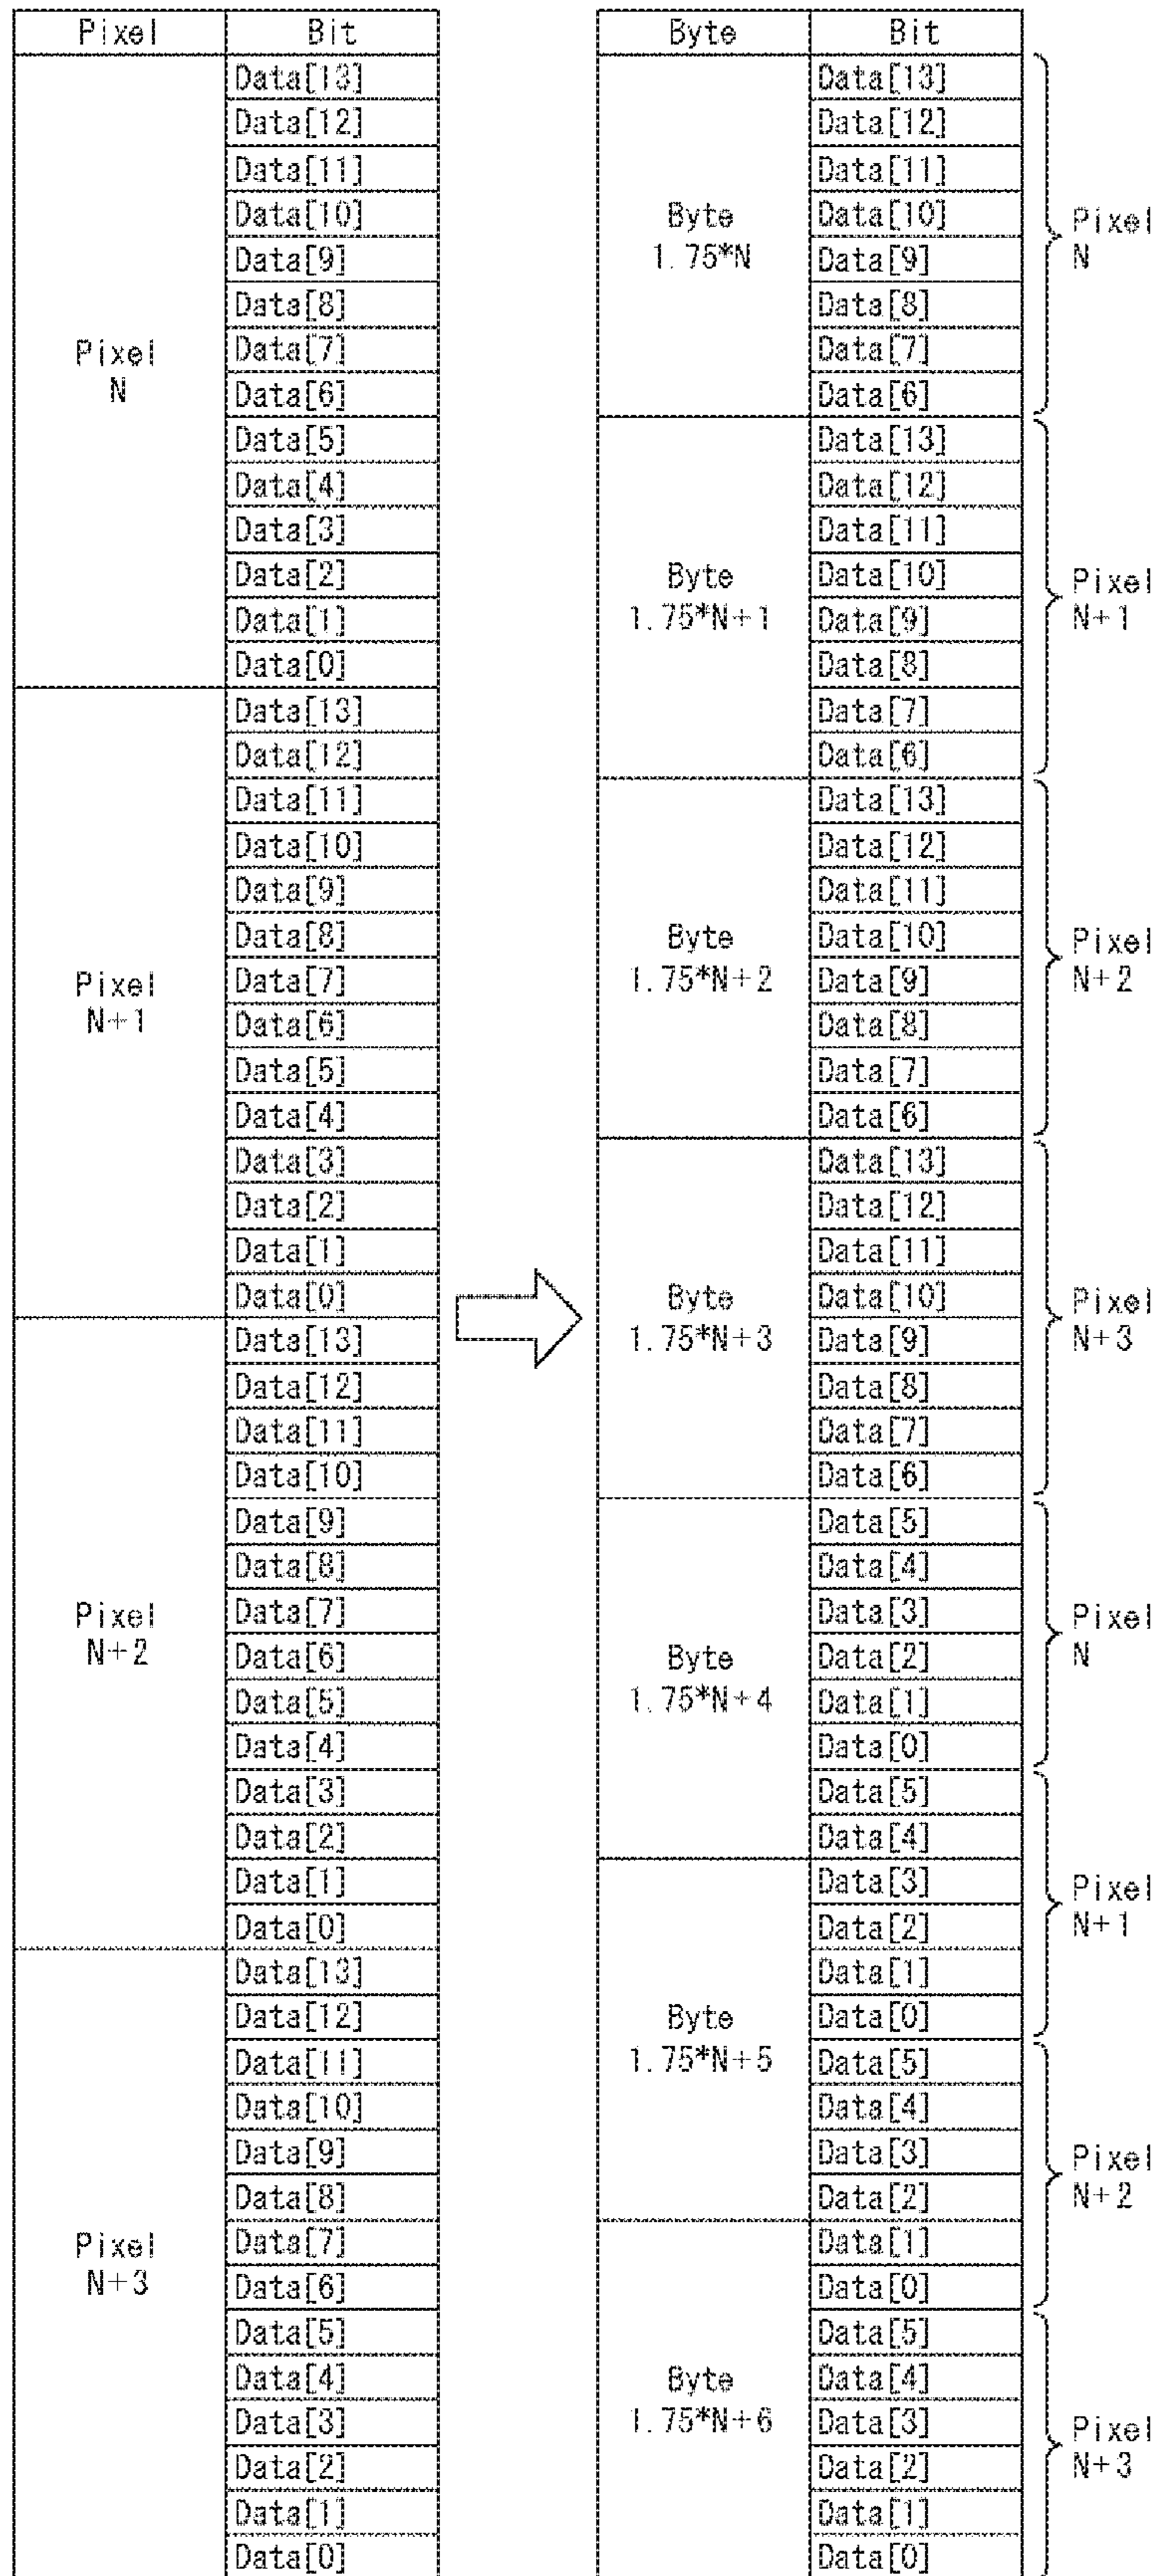 Pixel Bit
Pixel
N
Data[13]
Data[12]
Data[11]
Data[10]
Data[9]
Data[8]
Data[7]
Data[6]
Data[5]
Data[4]
Data[3]
Data[2]
Data[1]
Data[0]
Pixel
N+1
Data[13]
Data[12]
Data[11]
Data[10]
Data[9]
Data[8]
Data[7]
Data[6]
Data[5]
Data[4]
Data[3]
Data[2]
Data[1]
Data[0]
Pixel
N+2
Data[13]
Data[12]
Data[11]
Data[10]
Data[9]
Data[8]
Data[7]
Data[6]
Data[5]
Data[4]
Data[3]
Data[2]
Data[1]
Data[0]
Pixel
N+3
Data[13]
Data[12]
Data[11]
Data[10]
Data[9]
Data[8]
Data[7]
Data[6]
Data[5]
Data[4]
Data[3]
Data[2]
Data[1]
Data[0]
Byte Bit
Byte
1.75*N
Data[13]
Data[12]
Data[11]
Data[10]
Data[9]
Data[8]
Data[7]
Data[6]
Pixel
N
Byte
1.75*N+1
Data[13]
Data[12]
Data[11]
Data[10]
Data[9]
Data[8]
Data[7]
Data[6]
Pixel
N+1
Byte
1.75*N+2
Data[13]
Data[12]
Data[11]
Data[10]
Data[9]
Data[8]
Data[7]
Data[6]
Pixel
N+2
Byte
1.75*N+3
Data[13]
Data[12]
Data[11]
Data[10]
Data[9]
Data[8]
Data[7]
Data[6]
Pixel
N+3
Byte
1.75*N+4
Data[5]
Data[4]
Data[3]
Data[2]
Data[1]
Data[0]
Pixel
N
Data[5]
Data[4]
Byte
1.75*N+5
Data[3]
Data[2]
Data[1]
Data[0]
Pixel
N+1
Data[5]
Data[4]
Data[3]
Data[2]
Byte
1.75*N+6
Data[1]
Data[0]
Pixel
N+2
Data[5]
Data[4]
Data[3]
Data[2]
Data[1]
Data[0]
Pixel
N+3